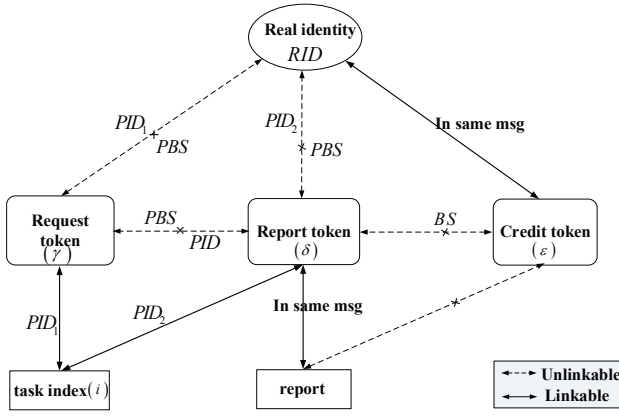 Real identity
RID
PID₁
PBS
PID₂
PBS
In same msg
Request token
(γ)
PBS
PID
Report token
(δ)
BS
Credit token
(ε)
PID₁
PID₂
In same msg
task index(i)
report
Unlinkable
Linkable